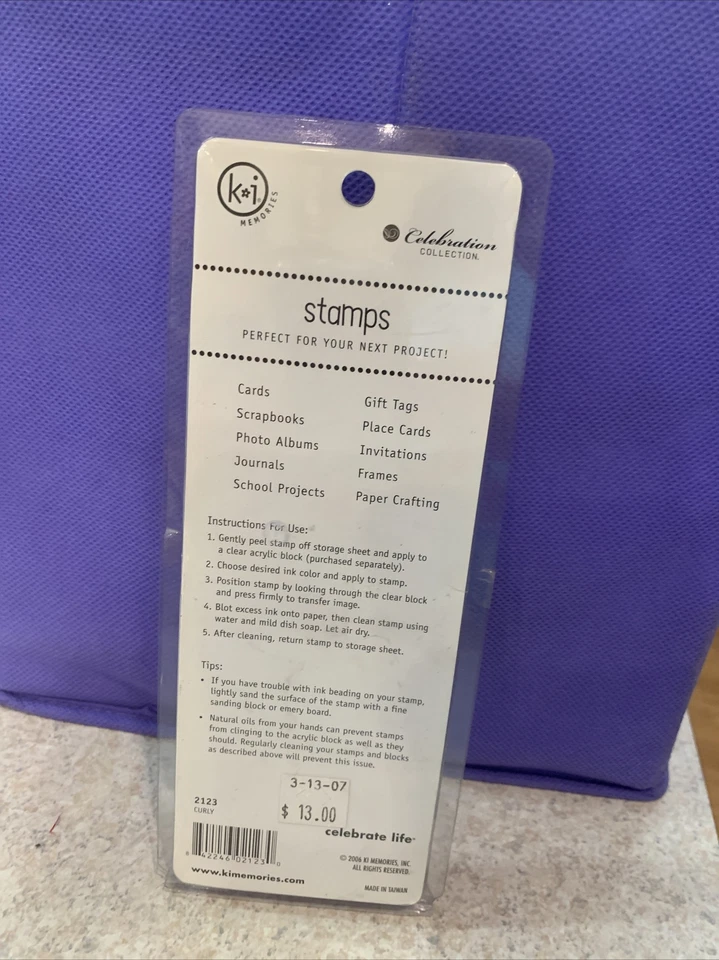 k*i
MEMORIES
Celebration
COLLECTION.
stamps
PERFECT FOR YOUR NEXT PROJECT!
Cards
Scrapbooks
Photo Albums
Journals
School Projects
Gift Tags
Place Cards
Invitations
Frames
Paper Crafting
Instructions For Use:
1. Gently peel stamp off storage sheet and apply to
a clear acrylic block (purchased separately).
2. Choose desired ink color and apply to stamp.
3. Position stamp by looking through the clear block
and press firmly to transfer image.
4. Blot excess ink onto paper, then clean stamp using
water and mild dish soap. Let air dry.
5. After cleaning, return stamp to storage sheet.
Tips:
• If you have trouble with ink beading on your stamp,
lightly sand the surface of the stamp with a fine
sanding block or emery board.
• Natural oils from your hands can prevent stamps
from clinging to the acrylic block as well as they
should. Regularly cleaning your stamps and blocks
as described above will prevent this issue.
3-13-07
$ 13.00
2123
CURLY
8 42246 02123 0
www.kimemories.com
celebrate life
© 2006 KI MEMORIES, INC.
ALL RIGHTS RESERVED.
MADE IN TAIWAN